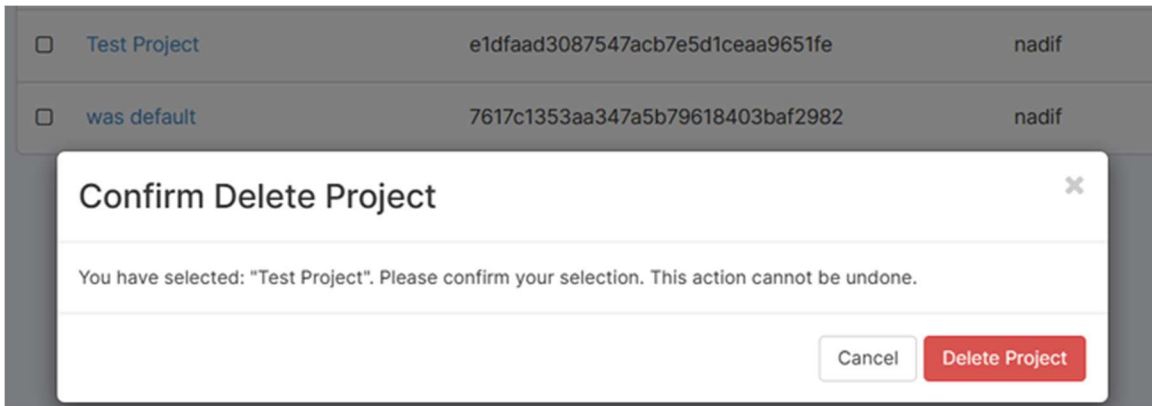 Test Project e1dfaad3087547acb7e5d1ceaa9651fe nadif
was default 7617c1353aa347a5b79618403baf2982 nadif
Confirm Delete Project
You have selected: "Test Project". Please confirm your selection. This action cannot be undone.
Cancel Delete Project